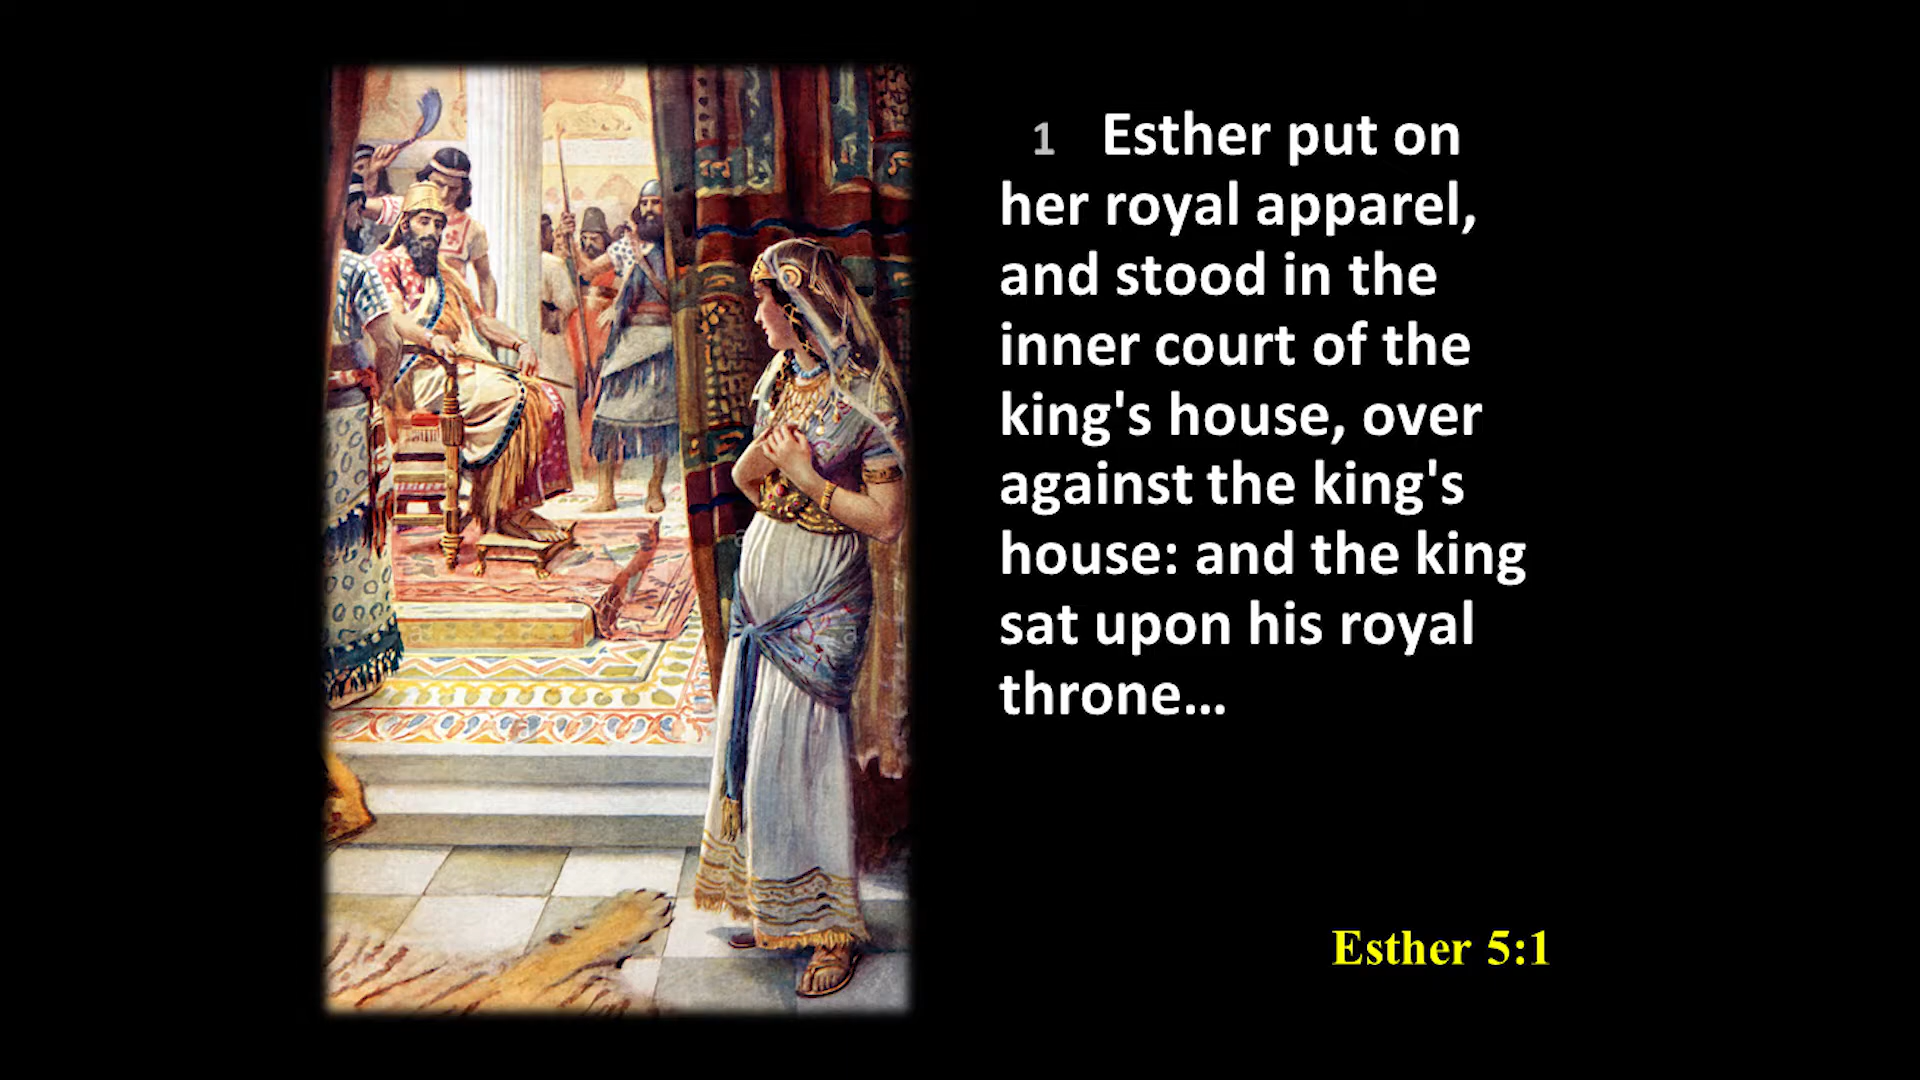 1 Esther put on
her royal apparel,
and stood in the
inner court of the
king's house, over
against the king's
house: and the king
sat upon his royal
throne...
Esther 5:1